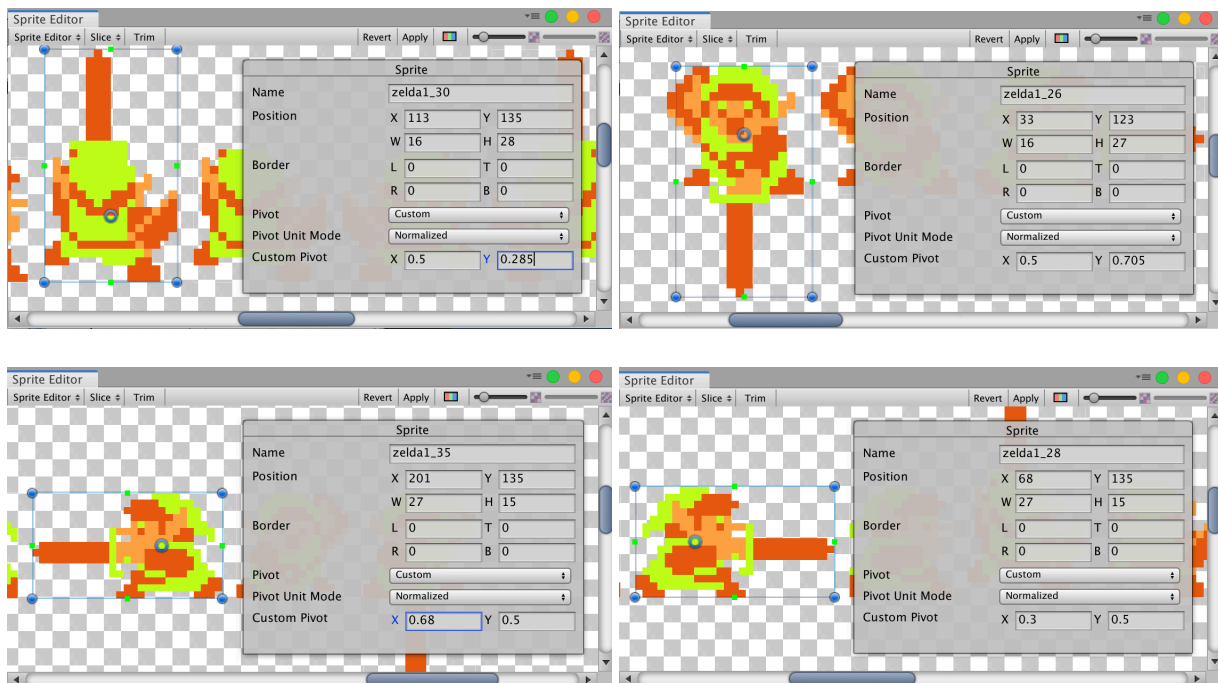 Sprite Editor
Sprite Editor Slice Trim Revert Apply
Sprite
Name zelda1_30
Position X 113 Y 135
W 16 H 28
Border L 0 T 0
R 0 B 0
Pivot Custom
Pivot Unit Mode Normalized
Custom Pivot X 0.5 Y 0.285
Sprite Editor
Sprite Editor Slice Trim Revert Apply
Sprite
Name zelda1_26
Position X 33 Y 123
W 16 H 27
Border L 0 T 0
R 0 B 0
Pivot Custom
Pivot Unit Mode Normalized
Custom Pivot X 0.5 Y 0.705
Sprite Editor
Sprite Editor Slice Trim Revert Apply
Sprite
Name zelda1_35
Position X 201 Y 135
W 27 H 15
Border L 0 T 0
R 0 B 0
Pivot Custom
Pivot Unit Mode Normalized
Custom Pivot X 0.68 Y 0.5
Sprite Editor
Sprite Editor Slice Trim Revert Apply
Sprite
Name zelda1_28
Position X 68 Y 135
W 27 H 15
Border L 0 T 0
R 0 B 0
Pivot Custom
Pivot Unit Mode Normalized
Custom Pivot X 0.3 Y 0.5